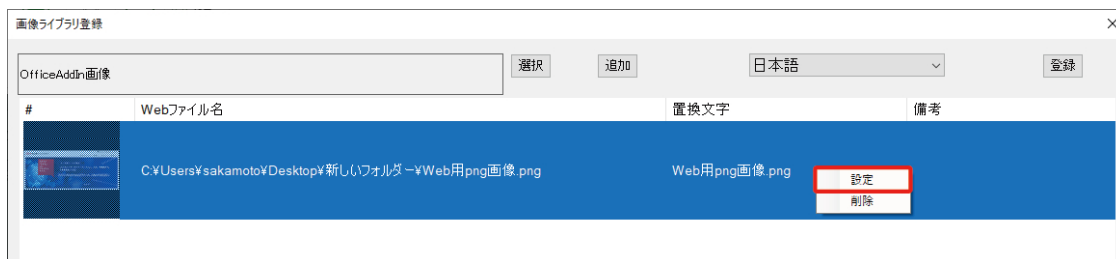 画像ライブラリ登録
OfficeAddIn画像
選択
追加
日本語
登録
# Webファイル名 置換文字 備考
C:¥Users¥sakamoto¥Desktop¥新しいフォルダー¥Web用png画像.png Web用png画像.png
設定
削除